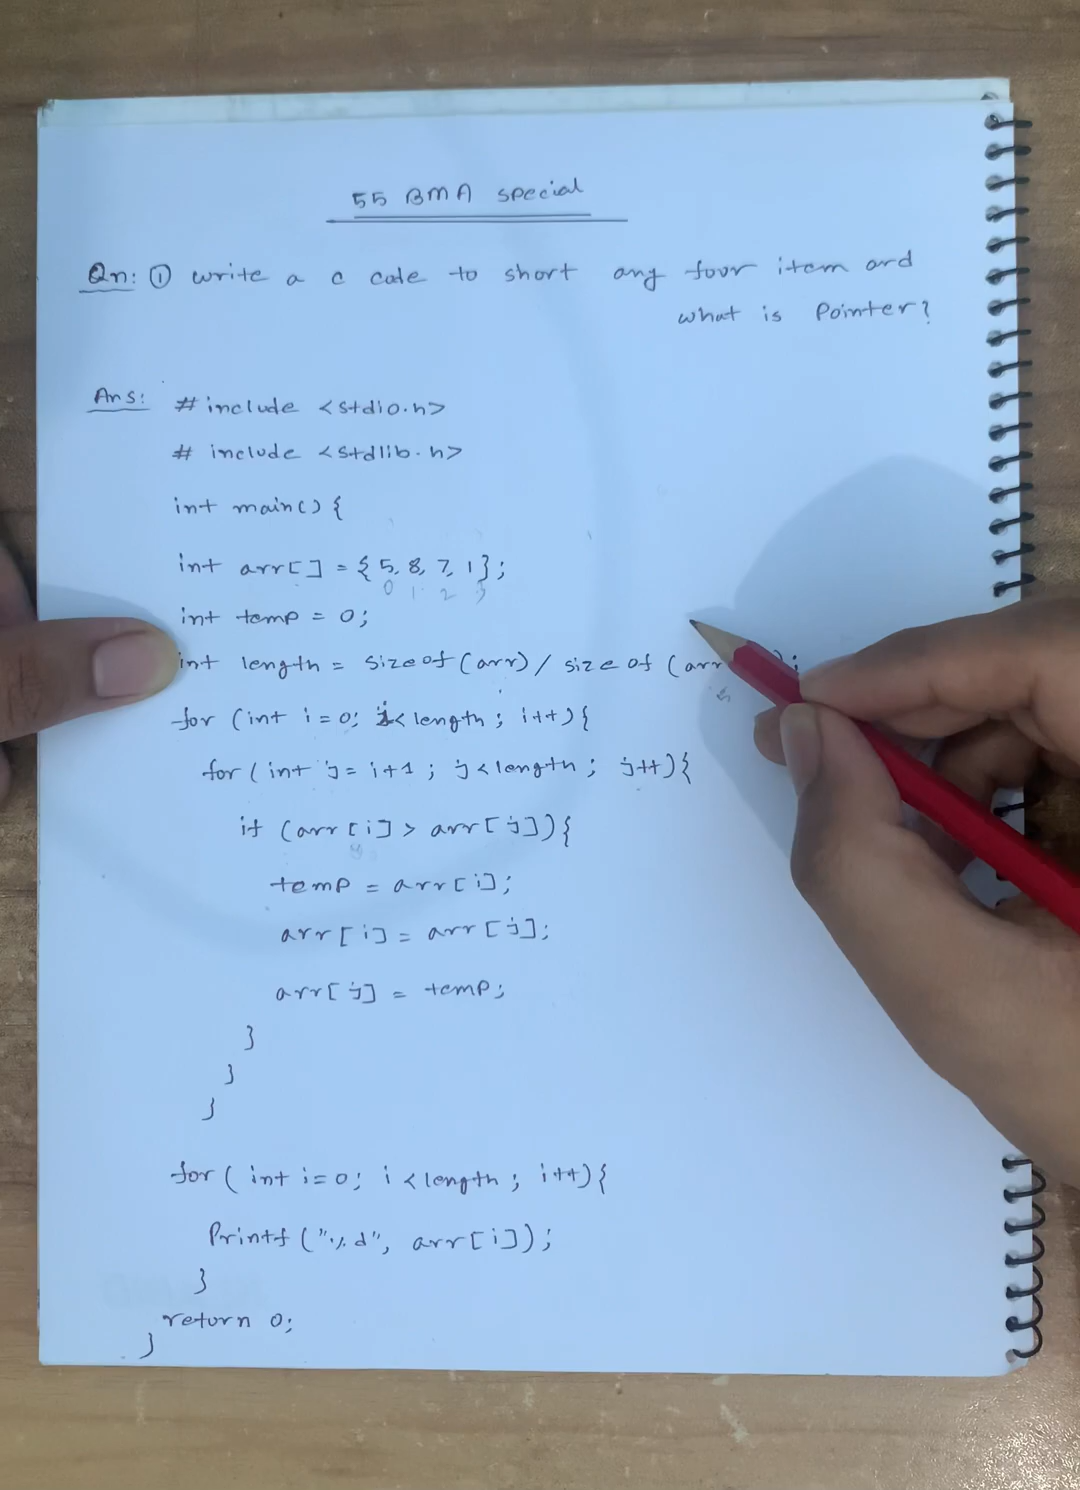 55 BMA special
Qn: ① write a c cale to short any four item and
what is Pointer?
Ans: #include <stdio.h>
# include <stdlib.h>
int main() {
int arr[] = {5, 8, 7, 1};
0 1 2 3
int temp = 0;
int length = sizeof(arr) / sizeof (arr
for (int i = 0; i < length; i++){
for (int j = i+1; j < length; j++){
if (arr[i] > arr[j]){
temp = arr[i];
arr[i] = arr[j];
arr[j] = temp;
}
}
}
for (int i = 0; i < length; i++){
Printf ("%d", arr[i]);
}
return 0;
}